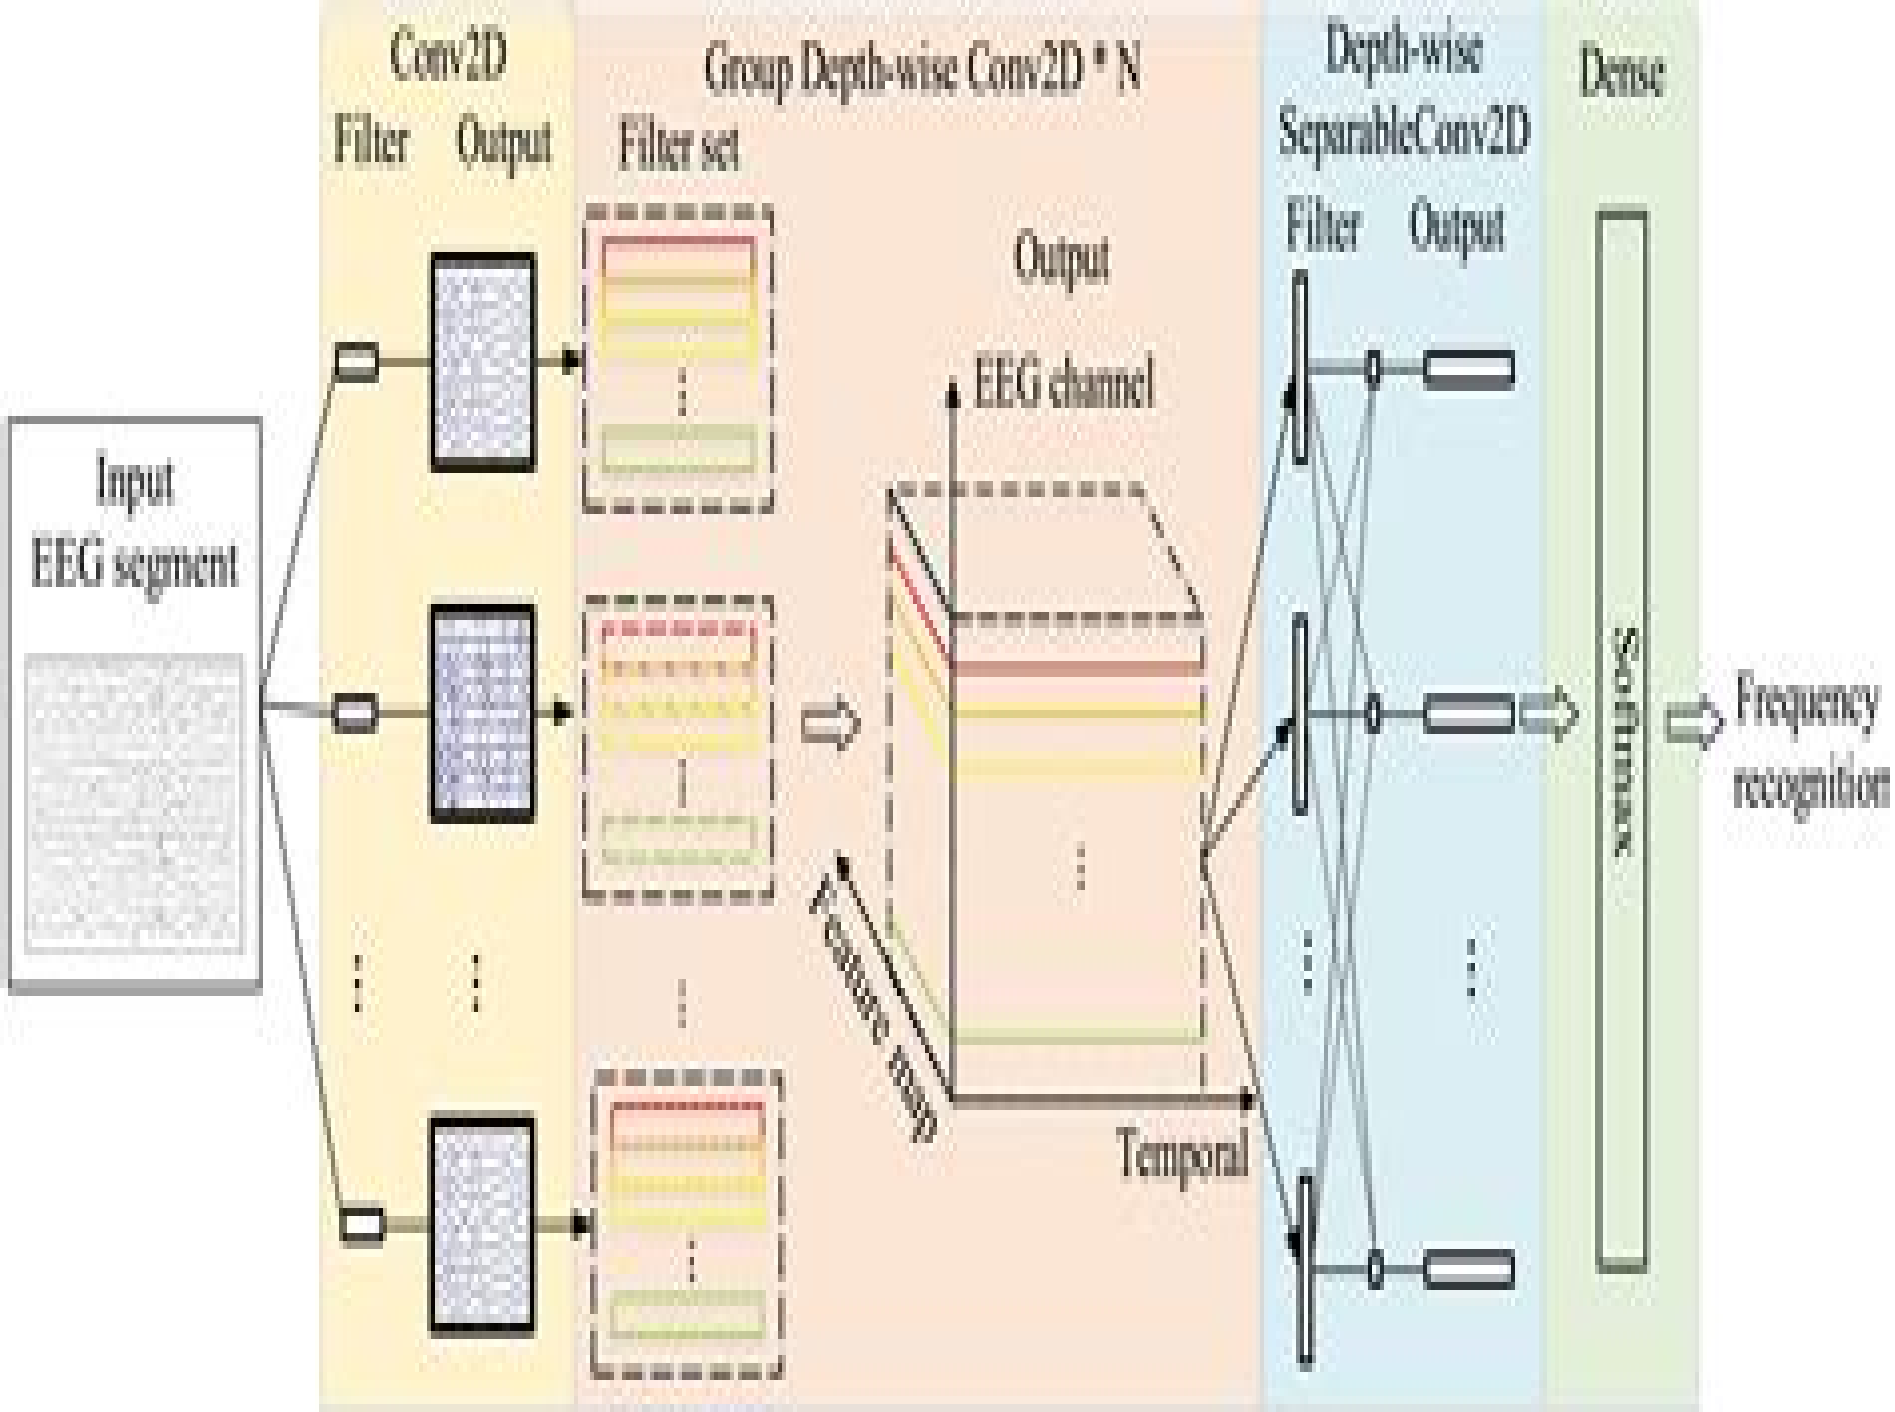 Conv2D
Filter Output
Group Depth-wise Conv2D * N
Filter set
Output
EEG channel
Feature map
Temporal
Depth-wise
SeparableConv2D
Filter Output
Dense
Softmax
Input
EEG segment
Frequency
recognition